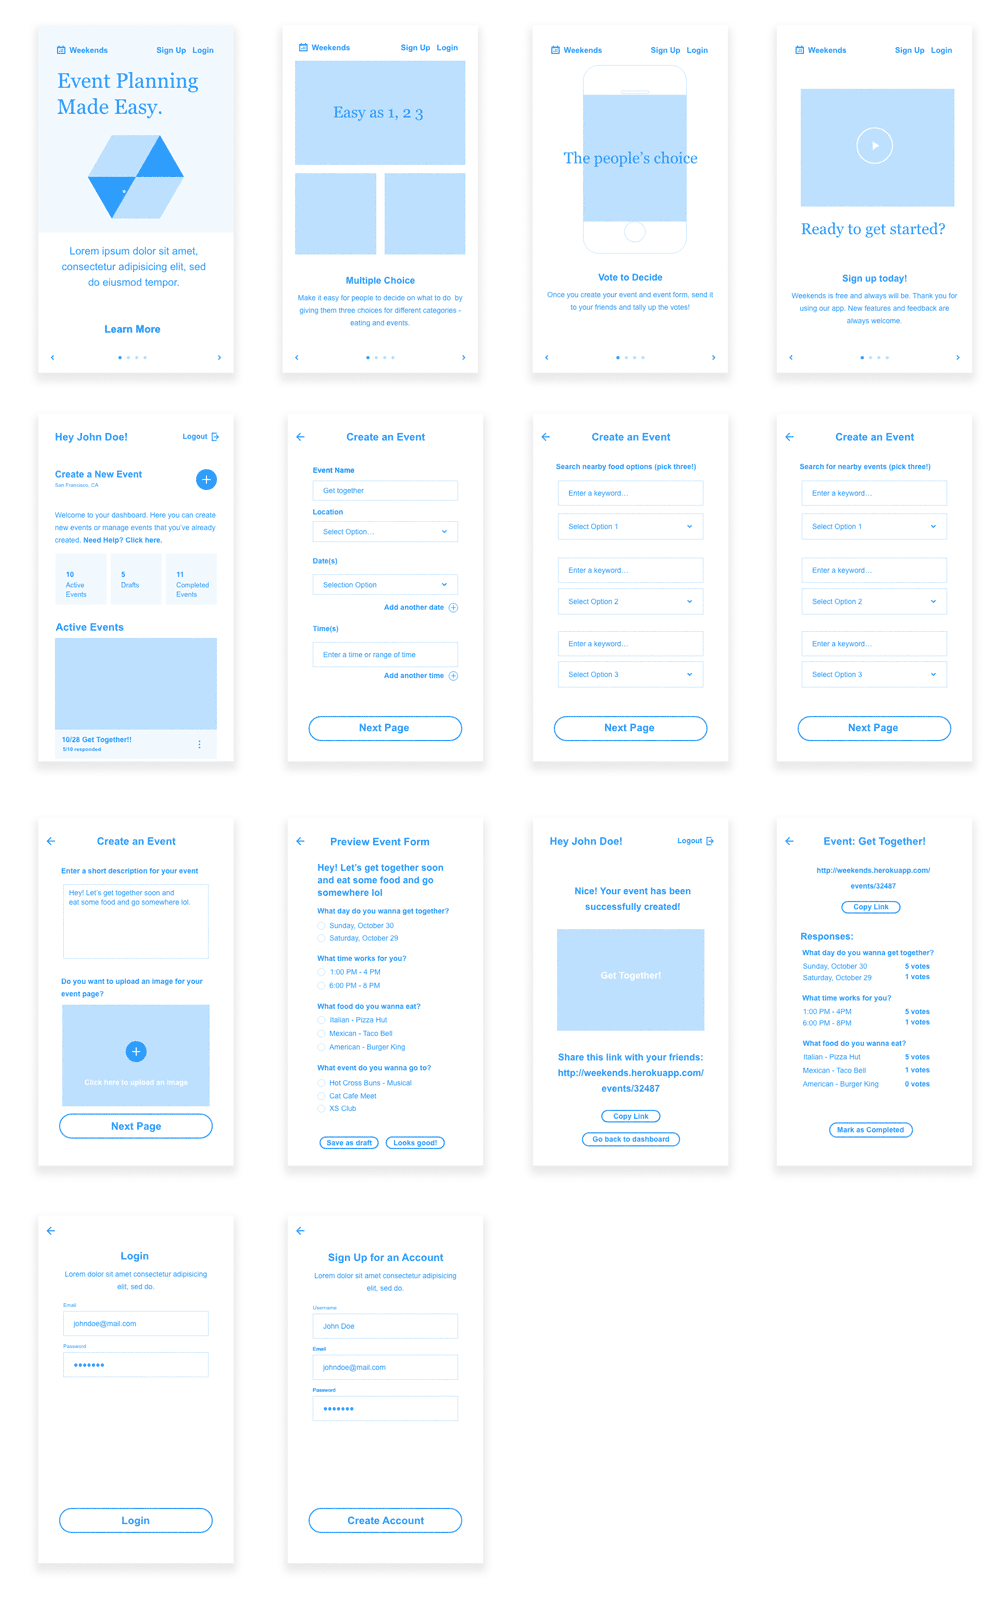 Weekends
Sign Up Login
Event Planning
Made Easy.
Lorem ipsum dolor sit amet,
consectetur adipisicing elit, sed
do eiusmod tempor.
Learn More
Weekends
Sign Up Login
Easy as 1, 2 3
Multiple Choice
Make it easy for people to decide on what to do by
giving them three choices for different categories -
eating and events.
Weekends
Sign Up Login
The people's choice
Vote to Decide
Once you create your event and event form, send it
to your friends and tally up the votes!
Weekends
Sign Up Login
Ready to get started?
Sign up today!
Weekends is free and always will be. Thank you for
using our app. New features and feedback are
always welcome.
Hey John Doe!
Logout
Create a New Event
San Francisco, CA
Welcome to your dashboard. Here you can create
new events or manage events that you've already
created. Need Help? Click here.
10
Active
Events
5
Drafts
11
Completed
Events
Active Events
10/28 Get Together!!
5/10 responded
Create an Event
Event Name
Get together
Location
Select Option...
Date(s)
Selection Option
Add another date
Time(s)
Enter a time or range of time
Add another time
Next Page
Create an Event
Search nearby food options (pick three!)
Enter a keyword...
Select Option 1
Enter a keyword...
Select Option 2
Enter a keyword...
Select Option 3
Next Page
Create an Event
Search for nearby events (pick three!)
Enter a keyword...
Select Option 1
Enter a keyword...
Select Option 2
Enter a keyword...
Select Option 3
Next Page
Create an Event
Enter a short description for your event
Hey! Let's get together soon and
eat some food and go somewhere lol.
Do you want to upload an image for your
event page?
Click here to upload an image
Next Page
Preview Event Form
Hey! Let's get together soon
and eat some food and go
somewhere lol
What day do you wanna get together?
Sunday, October 30
Saturday, October 29
What time works for you?
1:00 PM - 4 PM
6:00 PM - 8 PM
What food do you wanna eat?
Italian - Pizza Hut
Mexican - Taco Bell
American - Burger King
What event do you wanna go to?
Hot Cross Buns - Musical
Cat Cafe Meet
XS Club
Save as draft
Looks good!
Hey John Doe!
Logout
Nice! Your event has been
successfully created!
Get Together!
Share this link with your friends:
http://weekends.herokuapp.com/
events/32487
Copy Link
Go back to dashboard
Event: Get Together!
http://weekends.herokuapp.com/
events/32487
Copy Link
Responses:
What day do you wanna get together?
Sunday, October 30 5 votes
Saturday, October 29 1 votes
What time works for you?
1:00 PM - 4PM 5 votes
6:00 PM - 8PM 1 votes
What food do you wanna eat?
Italian - Pizza Hut 5 votes
Mexican - Taco Bell 1 votes
American - Burger King 0 votes
Mark as Completed
Login
Lorem dolor sit amet consectetur adipisicing
elit, sed do.
Email
johndoe@mail.com
Password
Login
Sign Up for an Account
Lorem dolor sit amet consectetur adipisicing
elit, sed do.
Username
John Doe
Email
johndoe@mail.com
Password
Create Account